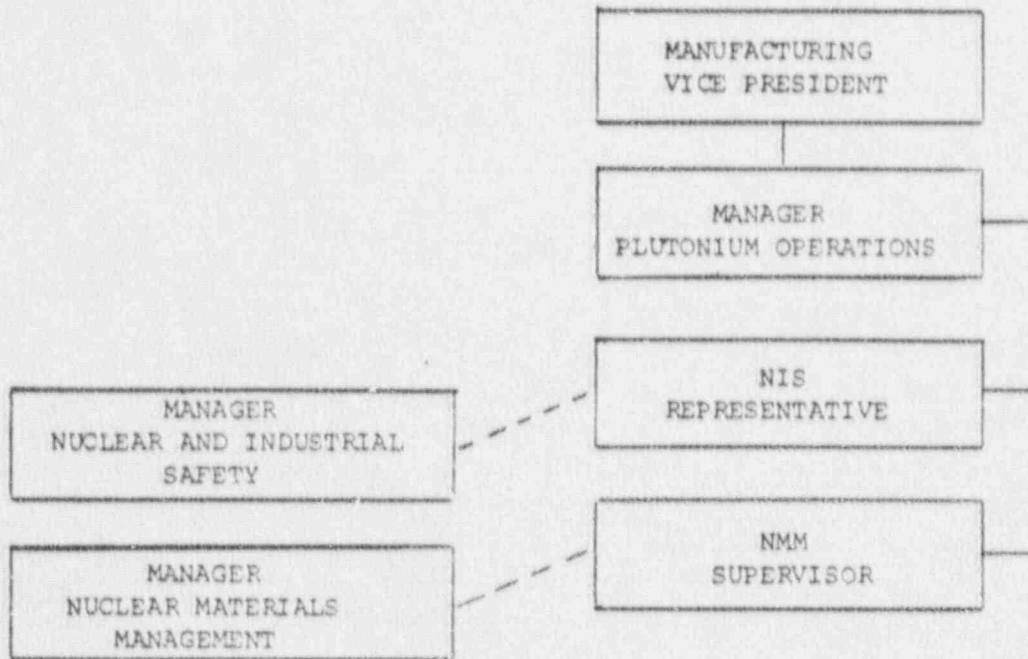 MANUFACTURING
VICE PRESIDENT
MANAGER
PLUTONIUM OPERATIONS
NIS
REPRESENTATIVE
MANAGER
NUCLEAR AND INDUSTRIAL
SAFETY
NMM
SUPERVISOR
MANAGER
NUCLEAR MATERIALS
MANAGEMENT